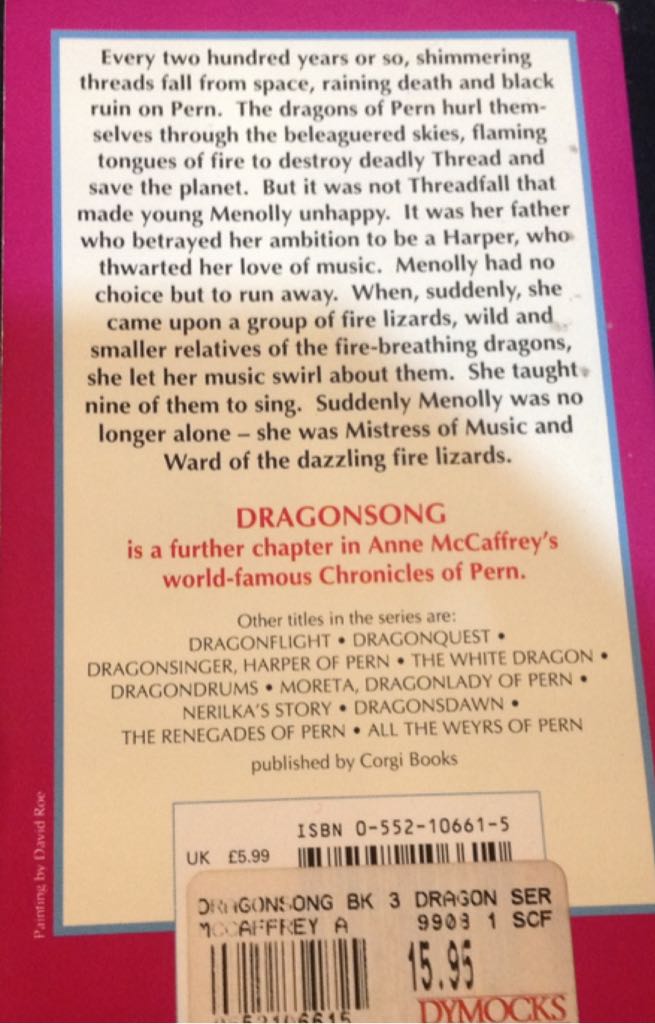 Every two hundred years or so, shimmering
threads fall from space, raining death and black
ruin on Pern. The dragons of Pern hurl them-
selves through the beleaguered skies, flaming
tongues of fire to destroy deadly Thread and
save the planet. But it was not Threadfall that
made young Menolly unhappy. It was her father
who betrayed her ambition to be a Harper, who
thwarted her love of music. Menolly had no
choice but to run away. When, suddenly, she
came upon a group of fire lizards, wild and
smaller relatives of the fire-breathing dragons,
she let her music swirl about them. She taught
nine of them to sing. Suddenly Menolly was no
longer alone – she was Mistress of Music and
Ward of the dazzling fire lizards.
DRAGONSONG
is a further chapter in Anne McCaffrey's
world-famous Chronicles of Pern.
Other titles in the series are:
DRAGONFLIGHT • DRAGONQUEST •
DRAGONSINGER, HARPER OF PERN • THE WHITE DRAGON •
DRAGONDRUMS • MORETA, DRAGONLADY OF PERN •
NERILKA'S STORY • DRAGONSDAWN •
THE RENEGADES OF PERN • ALL THE WEYRS OF PERN
published by Corgi Books
Painting by David Roe
ISBN 0-552-10661-5
UK £5.99
DRAGONSONG BK 3 DRAGON SER
MCCAFFREY A 9903 1 SCF
15.95
DYMOCKS